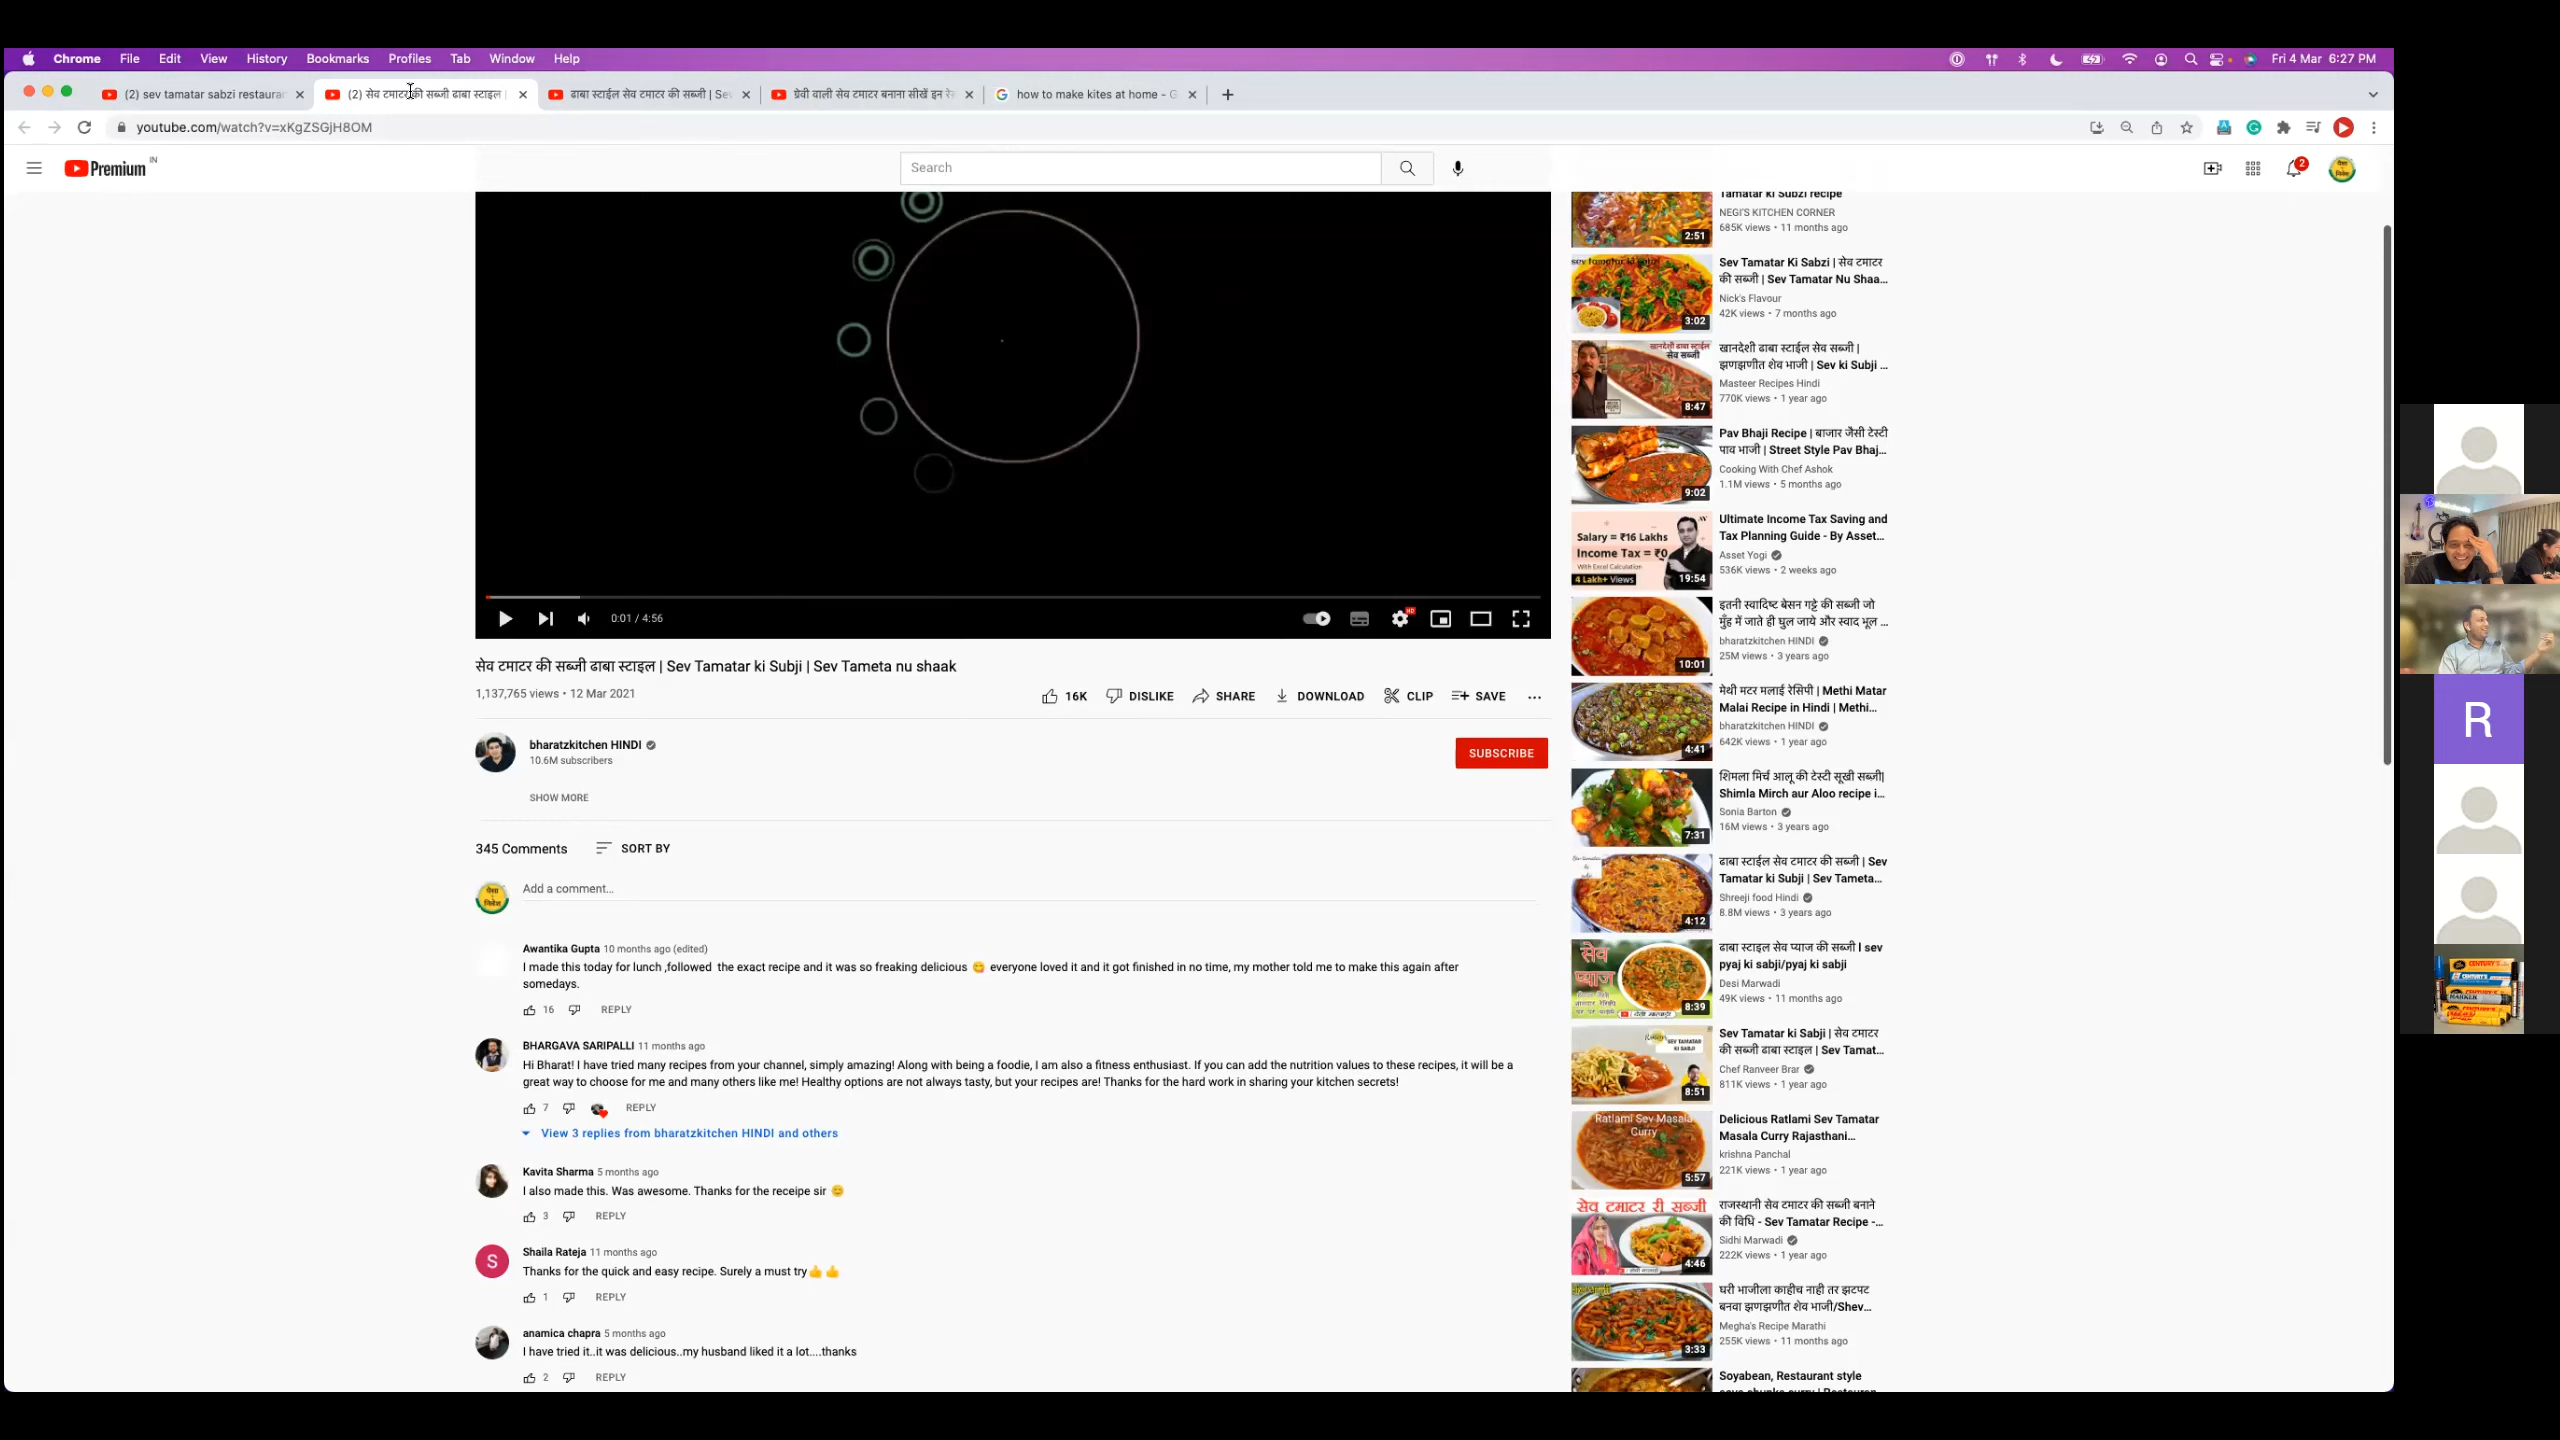 Chrome File Edit View History Bookmarks Profiles Tab Window Help
Fri 4 Mar 6:27 PM
(2) sev tamatar sabzi restaurar
(2) सेव टमाटर की सब्जी ढाबा स्टाइल |
ढाबा स्टाईल सेव टमाटर की सब्जी | Sev
ग्रेवी वाली सेव टमाटर बनाना सीखें इन
how to make kites at home - G
youtube.com/watch?v=xKgZSGjH8OM
Premium IN
Search
2
0:01 / 4:56
HD
सेव टमाटर की सब्जी ढाबा स्टाइल | Sev Tamatar ki Subji | Sev Tameta nu shaak
1,137,765 views • 12 Mar 2021
16K DISLIKE SHARE DOWNLOAD CLIP SAVE
bharatzkitchen HINDI
10.6M subscribers
SUBSCRIBE
SHOW MORE
345 Comments SORT BY
Add a comment...
Awantika Gupta 10 months ago (edited)
I made this today for lunch ,followed the exact recipe and it was so freaking delicious 😋 everyone loved it and it got finished in no time, my mother told me to make this again after
somedays.
16 REPLY
BHARGAVA SARIPALLI 11 months ago
Hi Bharat! I have tried many recipes from your channel, simply amazing! Along with being a foodie, I am also a fitness enthusiast. If you can add the nutrition values to these recipes, it will be a
great way to choose for me and many others like me! Healthy options are not always tasty, but your recipes are! Thanks for the hard work in sharing your kitchen secrets!
7 REPLY
View 3 replies from bharatzkitchen HINDI and others
Kavita Sharma 5 months ago
I also made this. Was awesome. Thanks for the receipe sir 😊
3 REPLY
S
Shaila Rateja 11 months ago
Thanks for the quick and easy recipe. Surely a must try👍👍
1 REPLY
anamica chapra 5 months ago
I have tried it..it was delicious..my husband liked it a lot....thanks
2 REPLY
Tamatar ki Subzi recipe
NEGI'S KITCHEN CORNER
685K views • 11 months ago
2:51
Sev Tamatar Ki Sabzi | सेव टमाटर
की सब्जी | Sev Tamatar Nu Shaa...
Nick's Flavour
42K views • 7 months ago
3:02
खानदेशी ढाबा स्टाईल सेव सब्जी |
झणझणीत शेव भाजी | Sev ki Subji ...
Masteer Recipes Hindi
770K views • 1 year ago
8:47
Pav Bhaji Recipe | बाजार जैसी टेस्टी
पाव भाजी | Street Style Pav Bhaj...
Cooking With Chef Ashok
1.1M views • 5 months ago
9:02
Salary = ₹16 Lakhs
Income Tax = ₹0
With Excel Calculation
4 Lakh+ Views
19:54
Ultimate Income Tax Saving and
Tax Planning Guide - By Asset...
Asset Yogi
536K views • 2 weeks ago
इतनी स्वादिष्ट बेसन गट्टे की सब्जी जो
मुँह में जाते ही घुल जाये और स्वाद भूल ...
bharatzkitchen HINDI
25M views • 3 years ago
10:01
मेथी मटर मलाई रेसिपी | Methi Matar
Malai Recipe in Hindi | Methi...
bharatzkitchen HINDI
642K views • 1 year ago
4:41
शिमला मिर्च आलू की टेस्टी सूखी सब्जी|
Shimla Mirch aur Aloo recipe i...
Sonia Barton
16M views • 3 years ago
7:31
ढाबा स्टाईल सेव टमाटर की सब्जी | Sev
Tamatar ki Subji | Sev Tameta...
Shreeji food Hindi
8.8M views • 3 years ago
4:12
सेव
प्याज
8:39
ढाबा स्टाइल सेव प्याज की सब्जी l sev
pyaj ki sabji/pyaj ki sabji
Desi Marwadi
49K views • 11 months ago
SEV TAMATAR
KI SABJI
8:51
Sev Tamatar ki Sabji | सेव टमाटर
की सब्जी ढाबा स्टाइल | Sev Tamat...
Chef Ranveer Brar
811K views • 1 year ago
Ratlami Sev Masala
Curry
5:57
Delicious Ratlami Sev Tamatar
Masala Curry Rajasthani...
krishna Panchal
221K views • 1 year ago
सेव टमाटर री सब्जी
4:46
राजस्थानी सेव टमाटर की सब्जी बनाने
की विधि - Sev Tamatar Recipe -...
Sidhi Marwadi
222K views • 1 year ago
घरी भाजीला काहीच नाही तर झटपट
बनवा झणझणीत शेव भाजी/Shev...
Megha's Recipe Marathi
255K views • 11 months ago
3:33
Soyabean, Restaurant style
R
MARKER